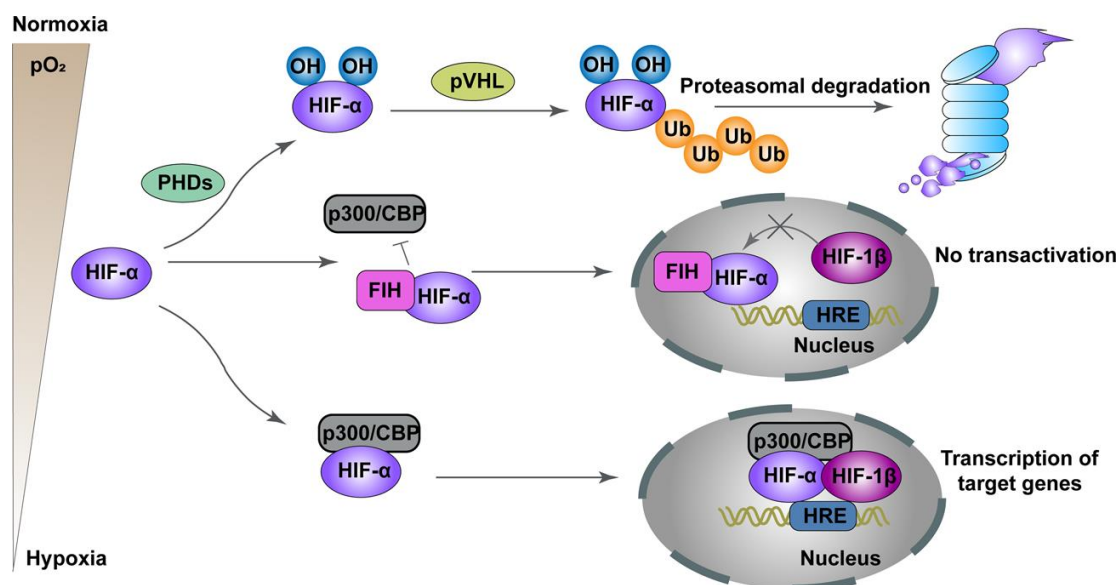 Normoxia
pO₂
OH OH
HIF-α
pVHL
OH OH
HIF-α
Ub
Ub
Ub
Ub
Proteasomal degradation
PHDs
HIF-α
p300/CBP
FIH
HIF-α
FIH
HIF-α
HIF-1β
HRE
Nucleus
No transactivation
p300/CBP
HIF-α
p300/CBP
HIF-α
HIF-1β
HRE
Nucleus
Transcription of
target genes
Hypoxia